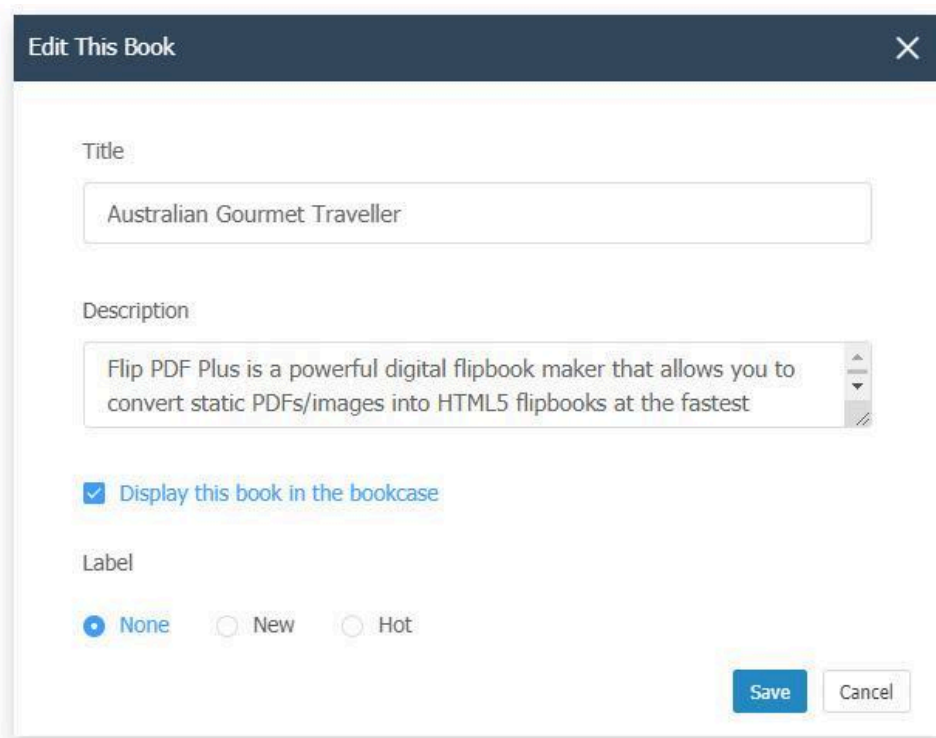 Edit This Book
Title
Australian Gourmet Traveller
Description
Flip PDF Plus is a powerful digital flipbook maker that allows you to
convert static PDFs/images into HTML5 flipbooks at the fastest
Display this book in the bookcase
Label
None New Hot
Save Cancel